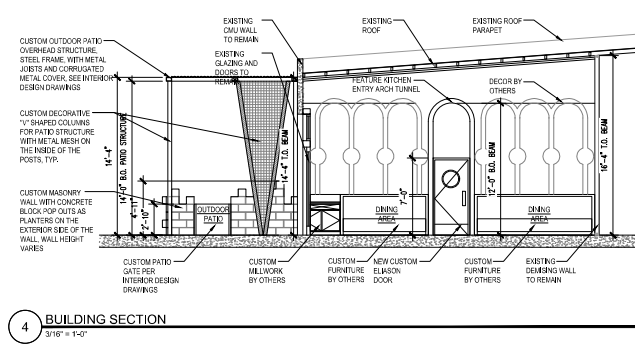 EXISTING
CMU WALL
TO REMAIN
EXISTING
ROOF
EXISTING ROOF
PARAPET
CUSTOM OUTDOOR PATIO
OVERHEAD STRUCTURE,
STEEL FRAME, WITH METAL
JOISTS AND CORRUGATED
METAL COVER, SEE INTERIOR
DESIGN DRAWINGS
EXISTING
GLAZING AND
DOORS TO
REMAIN
FEATURE KITCHEN
ENTRY ARCH TUNNEL
DECOR BY
OTHERS
CUSTOM DECORATIVE
"V" SHAPED COLUMNS
FOR PATIO STRUCTURE
WITH METAL MESH ON
THE INSIDE OF THE
POSTS, TYP.
14'-4"
14'-0" B.O. PATIO STRUCTURE
14'-4" T.O. BEAM
16'-4" T.O. BEAM
12'-0" B.O. BEAM
7'-0"
4'-11"
2'-10"
CUSTOM MASONRY
WALL WITH CONCRETE
BLOCK POP OUTS AS
PLANTERS ON THE
EXTERIOR SIDE OF THE
WALL, WALL HEIGHT
VARIES
OUTDOOR
PATIO
DINING
AREA
DINING
AREA
CUSTOM PATIO
GATE PER
INTERIOR DESIGN
DRAWINGS
CUSTOM
MILLWORK
BY OTHERS
CUSTOM
FURNITURE
BY OTHERS
NEW CUSTOM
ELIASON
DOOR
CUSTOM
FURNITURE
BY OTHERS
EXISTING
DEMISING WALL
TO REMAIN
4
BUILDING SECTION
3/16" = 1'-0"